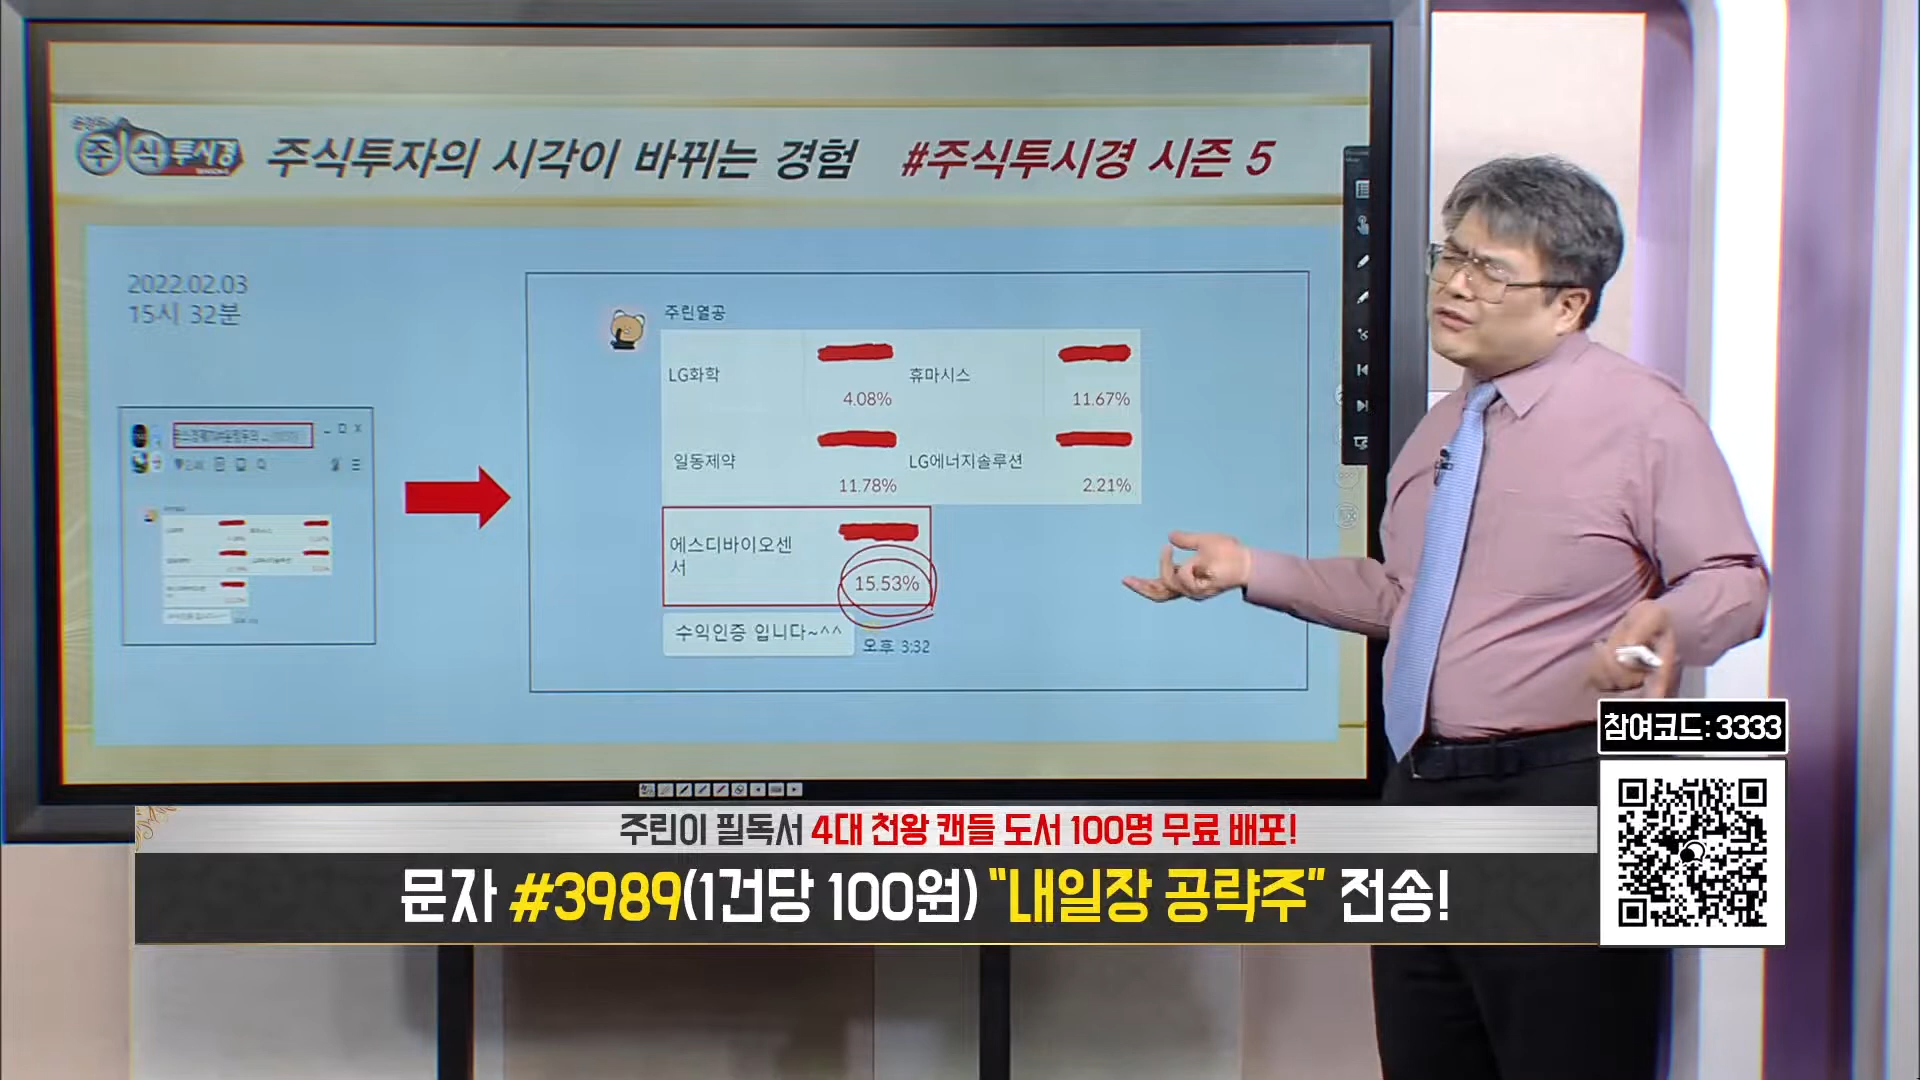 주식투시경
주식투자의 시각이 바뀌는 경험 #주식투시경 시즌 5
2022.02.03
15시 32분
주린열공
LG화학
4.08%
휴마시스
11.67%
일동제약
11.78%
LG에너지솔루션
2.21%
에스디바이오센
서
15.53%
수익인증 입니다~^^
오후 3:32
참여코드: 3333
주린이 필독서 4대 천왕 캔들 도서 100명 무료 배포!
문자 #3989(1건당 100원) "내일장 공략주" 전송!